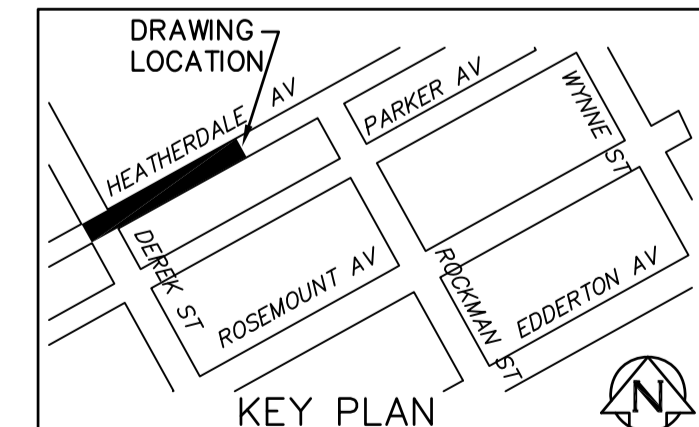 DRAWING
LOCATION
HEATHERDALE AV
PARKER AV
WYNNE ST
DEREK ST
ROSEMOUNT AV
ROCKMAN ST
EDDERTON AV
KEY PLAN
N